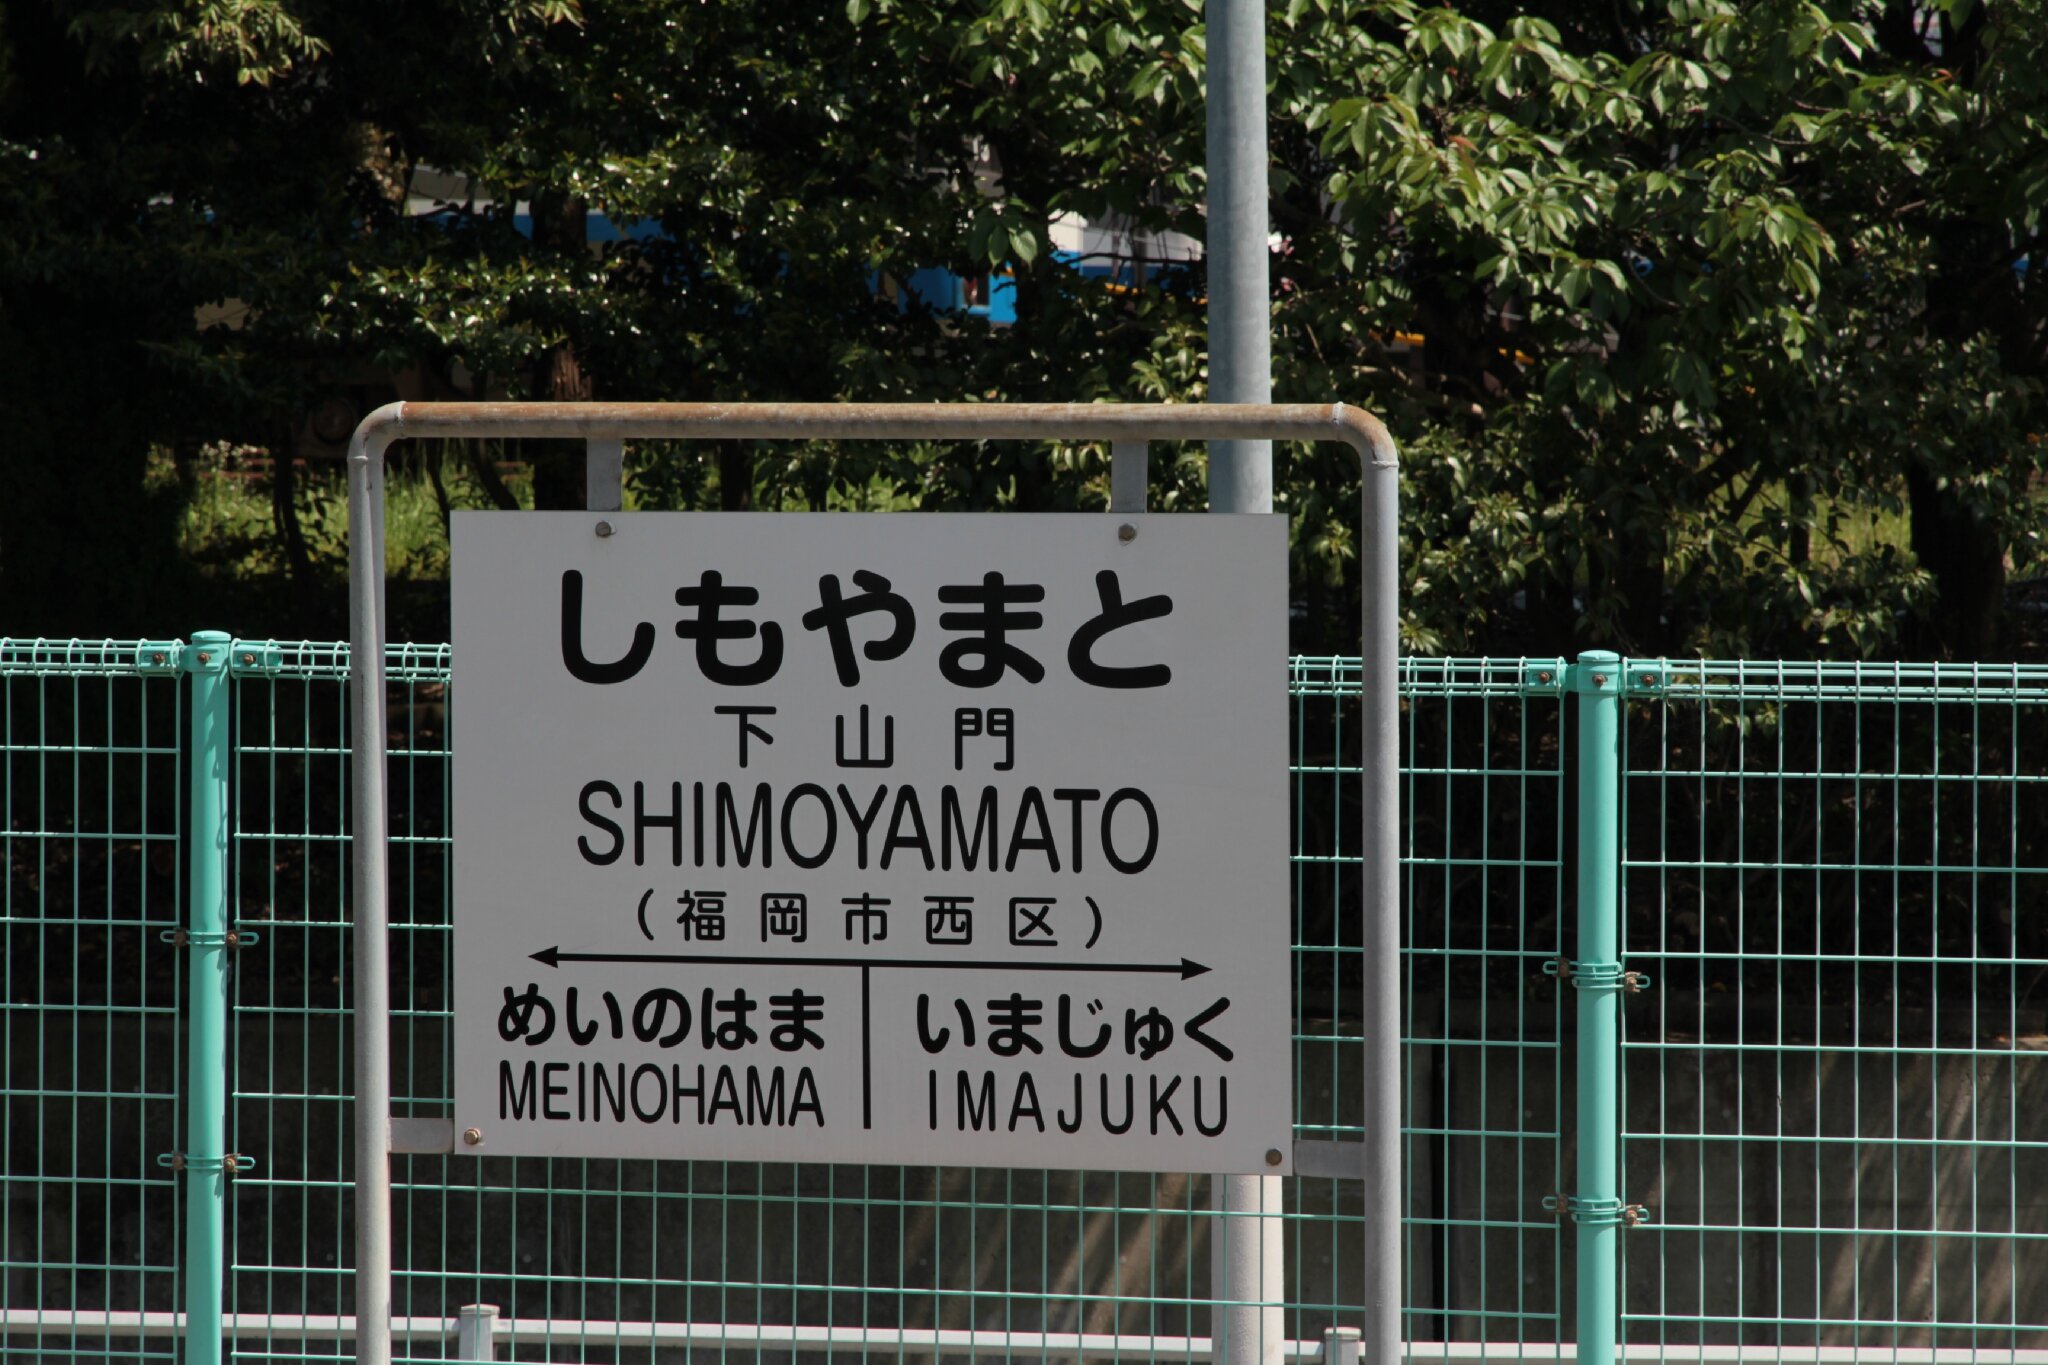 しもやまと
下山門
SHIMOYAMATO
(福岡市西区)
めいのはま いまじゅく
MEINOHAMA IMAJUKU